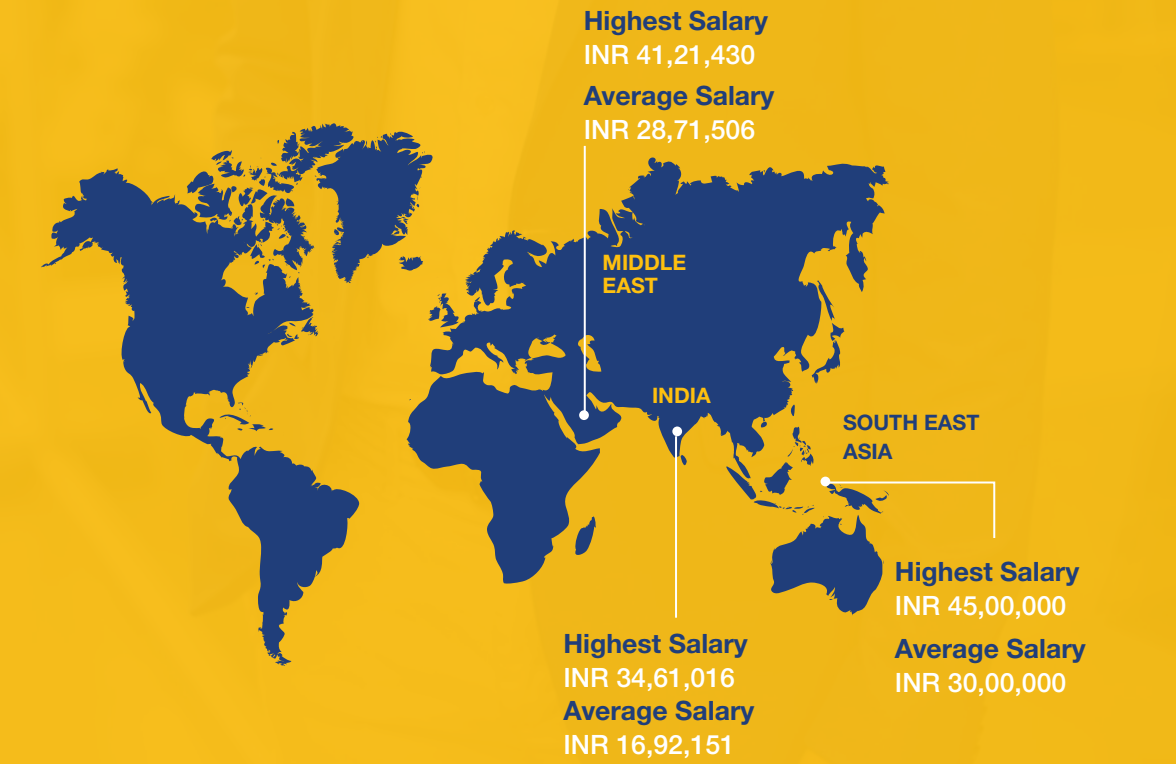 Highest Salary
INR 41,21,430
Average Salary
INR 28,71,506
MIDDLE
EAST
INDIA
SOUTH EAST
ASIA
Highest Salary
INR 45,00,000
Average Salary
INR 30,00,000
Highest Salary
INR 34,61,016
Average Salary
INR 16,92,151